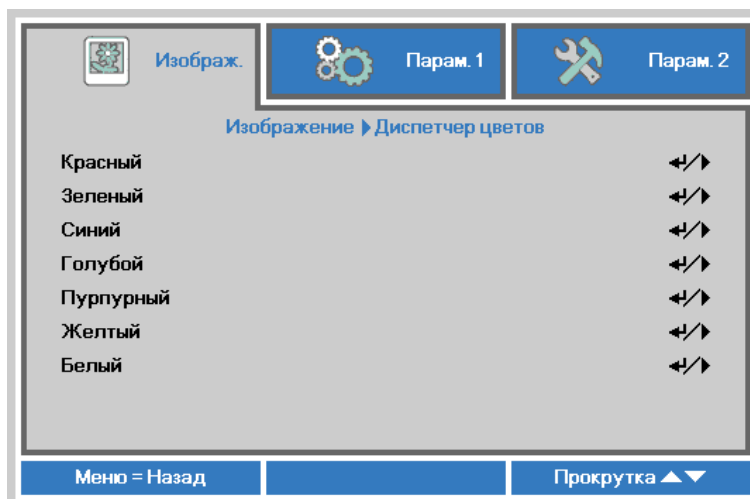 Изображ.
Парам. 1
Парам. 2
Изображение ▶ Диспетчер цветов
Красный ↵/▶
Зеленый ↵/▶
Синий ↵/▶
Голубой ↵/▶
Пурпурный ↵/▶
Желтый ↵/▶
Белый ↵/▶
Меню = Назад
Прокрутка ▲▼